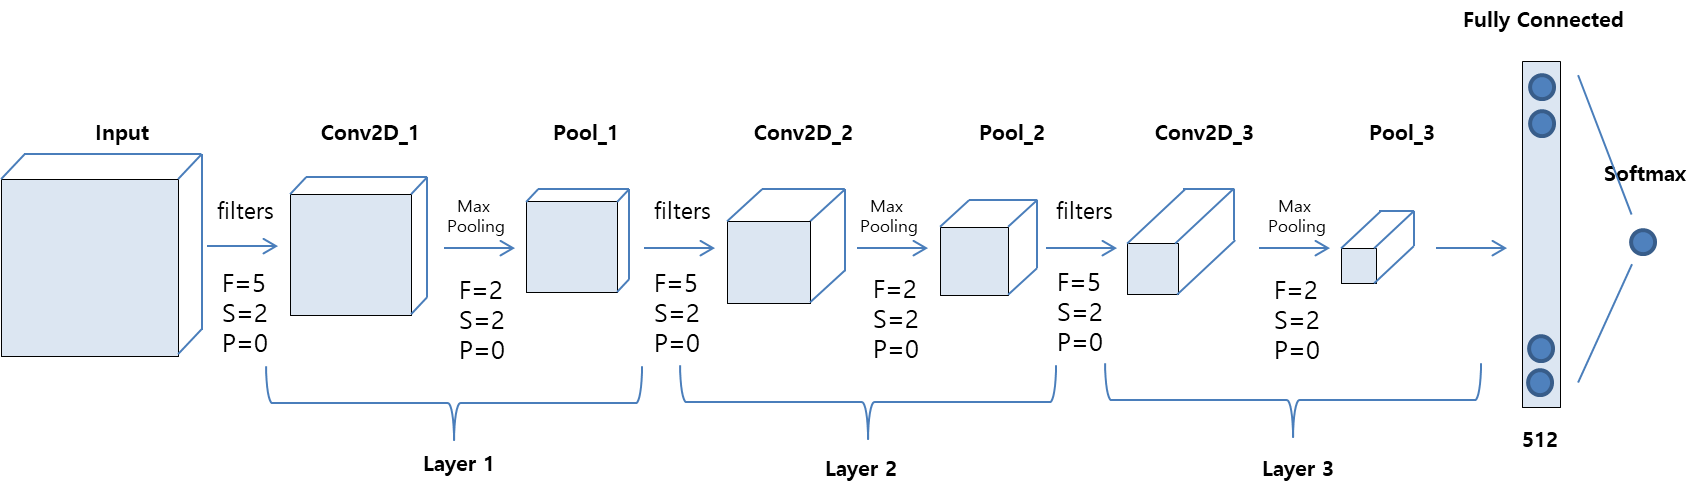 Fully Connected
Input
Conv2D_1
Pool_1
Conv2D_2
Pool_2
Conv2D_3
Pool_3
Softmax
filters
F=5
S=2
P=0
Max
Pooling
F=2
S=2
P=0
filters
F=5
S=2
P=0
Max
Pooling
F=2
S=2
P=0
filters
F=5
S=2
P=0
Max
Pooling
F=2
S=2
P=0
512
Layer 1
Layer 2
Layer 3